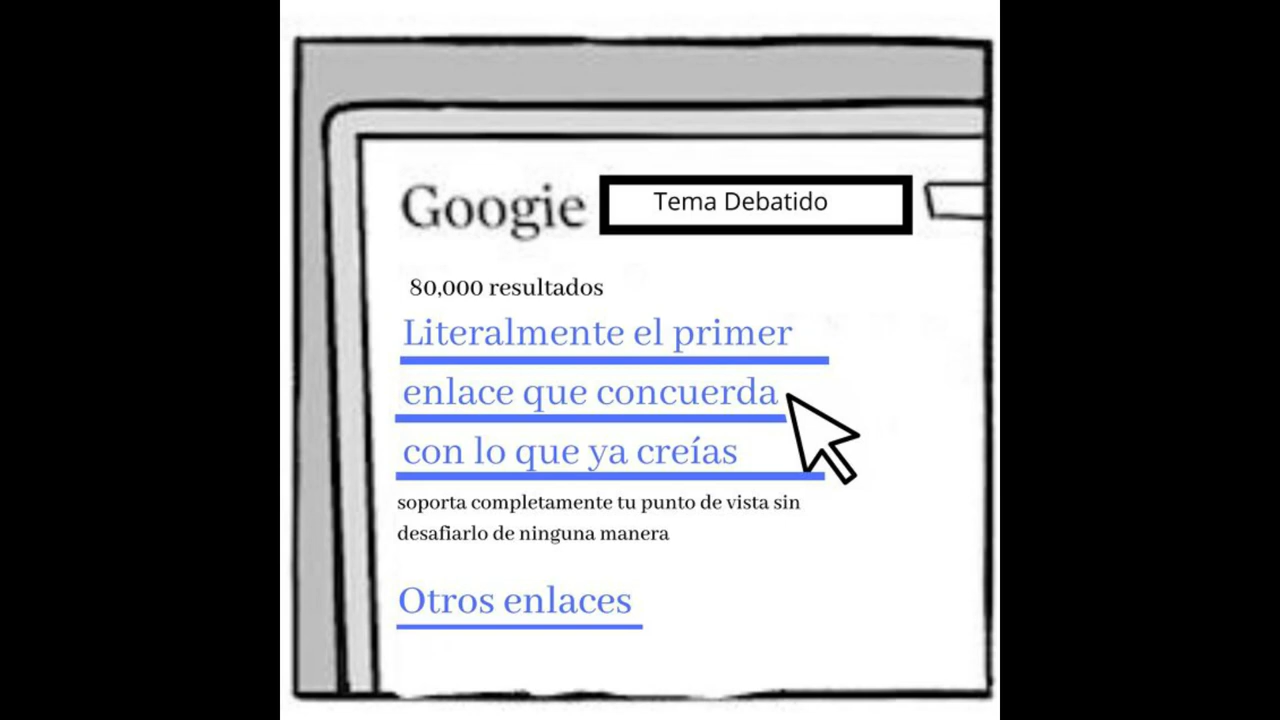 Googie
Tema Debatido
80,000 resultados
Literalmente el primer
enlace que concuerda
con lo que ya creías
soporta completamente tu punto de vista sin
desafiarlo de ninguna manera
Otros enlaces